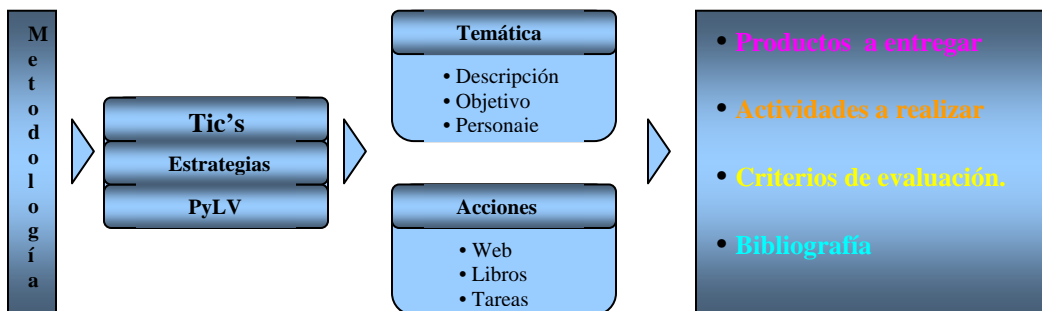 Metodología
Tic's
Estrategias
PyLV
Temática
• Descripción
• Objetivo
• Personaje
Acciones
• Web
• Libros
• Tareas
• Productos a entregar
• Actividades a realizar
• Criterios de evaluación.
• Bibliografía